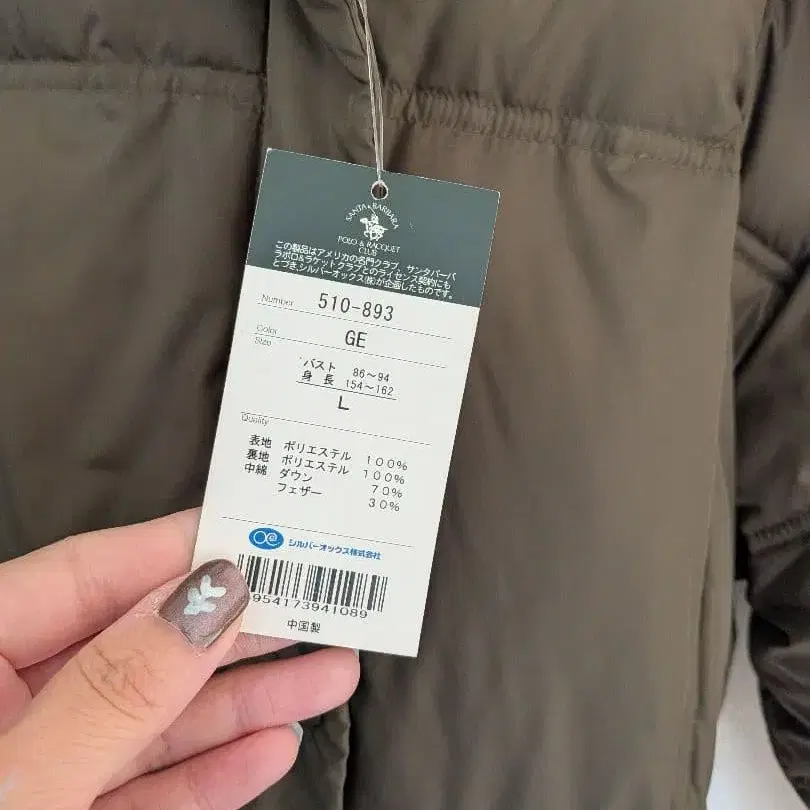 SANTA BARBARA
POLO & RACQUET
CLUB
この製品はアメリカの名門クラブ、サンタバーバ
ラポロ&ラケットクラブとのライセンス契約にも
とづき、シルバーオックス(株)が企画したものです。
Number 510-893
Color GE
Size
バスト 86〜94
身長 154〜162
L
Quality
表地 ポリエステル 100%
裏地 ポリエステル 100%
中綿 ダウン 70%
フェザー 30%
シルバーオックス株式会社
954173941089
中国製